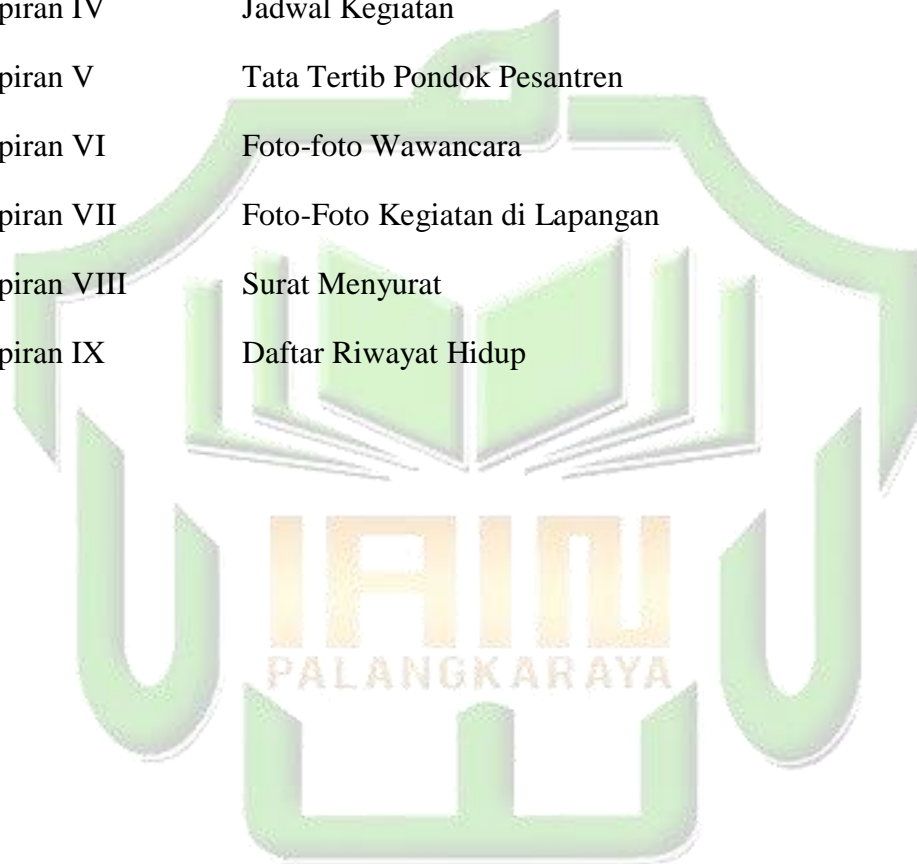 piran IV Jadwal Kegiatan
piran V Tata Tertib Pondok Pesantren
piran VI Foto-foto Wawancara
piran VII Foto-Foto Kegiatan di Lapangan
piran VIII Surat Menyurat
piran IX Daftar Riwayat Hidup
IAIN
PALANGKARAYA